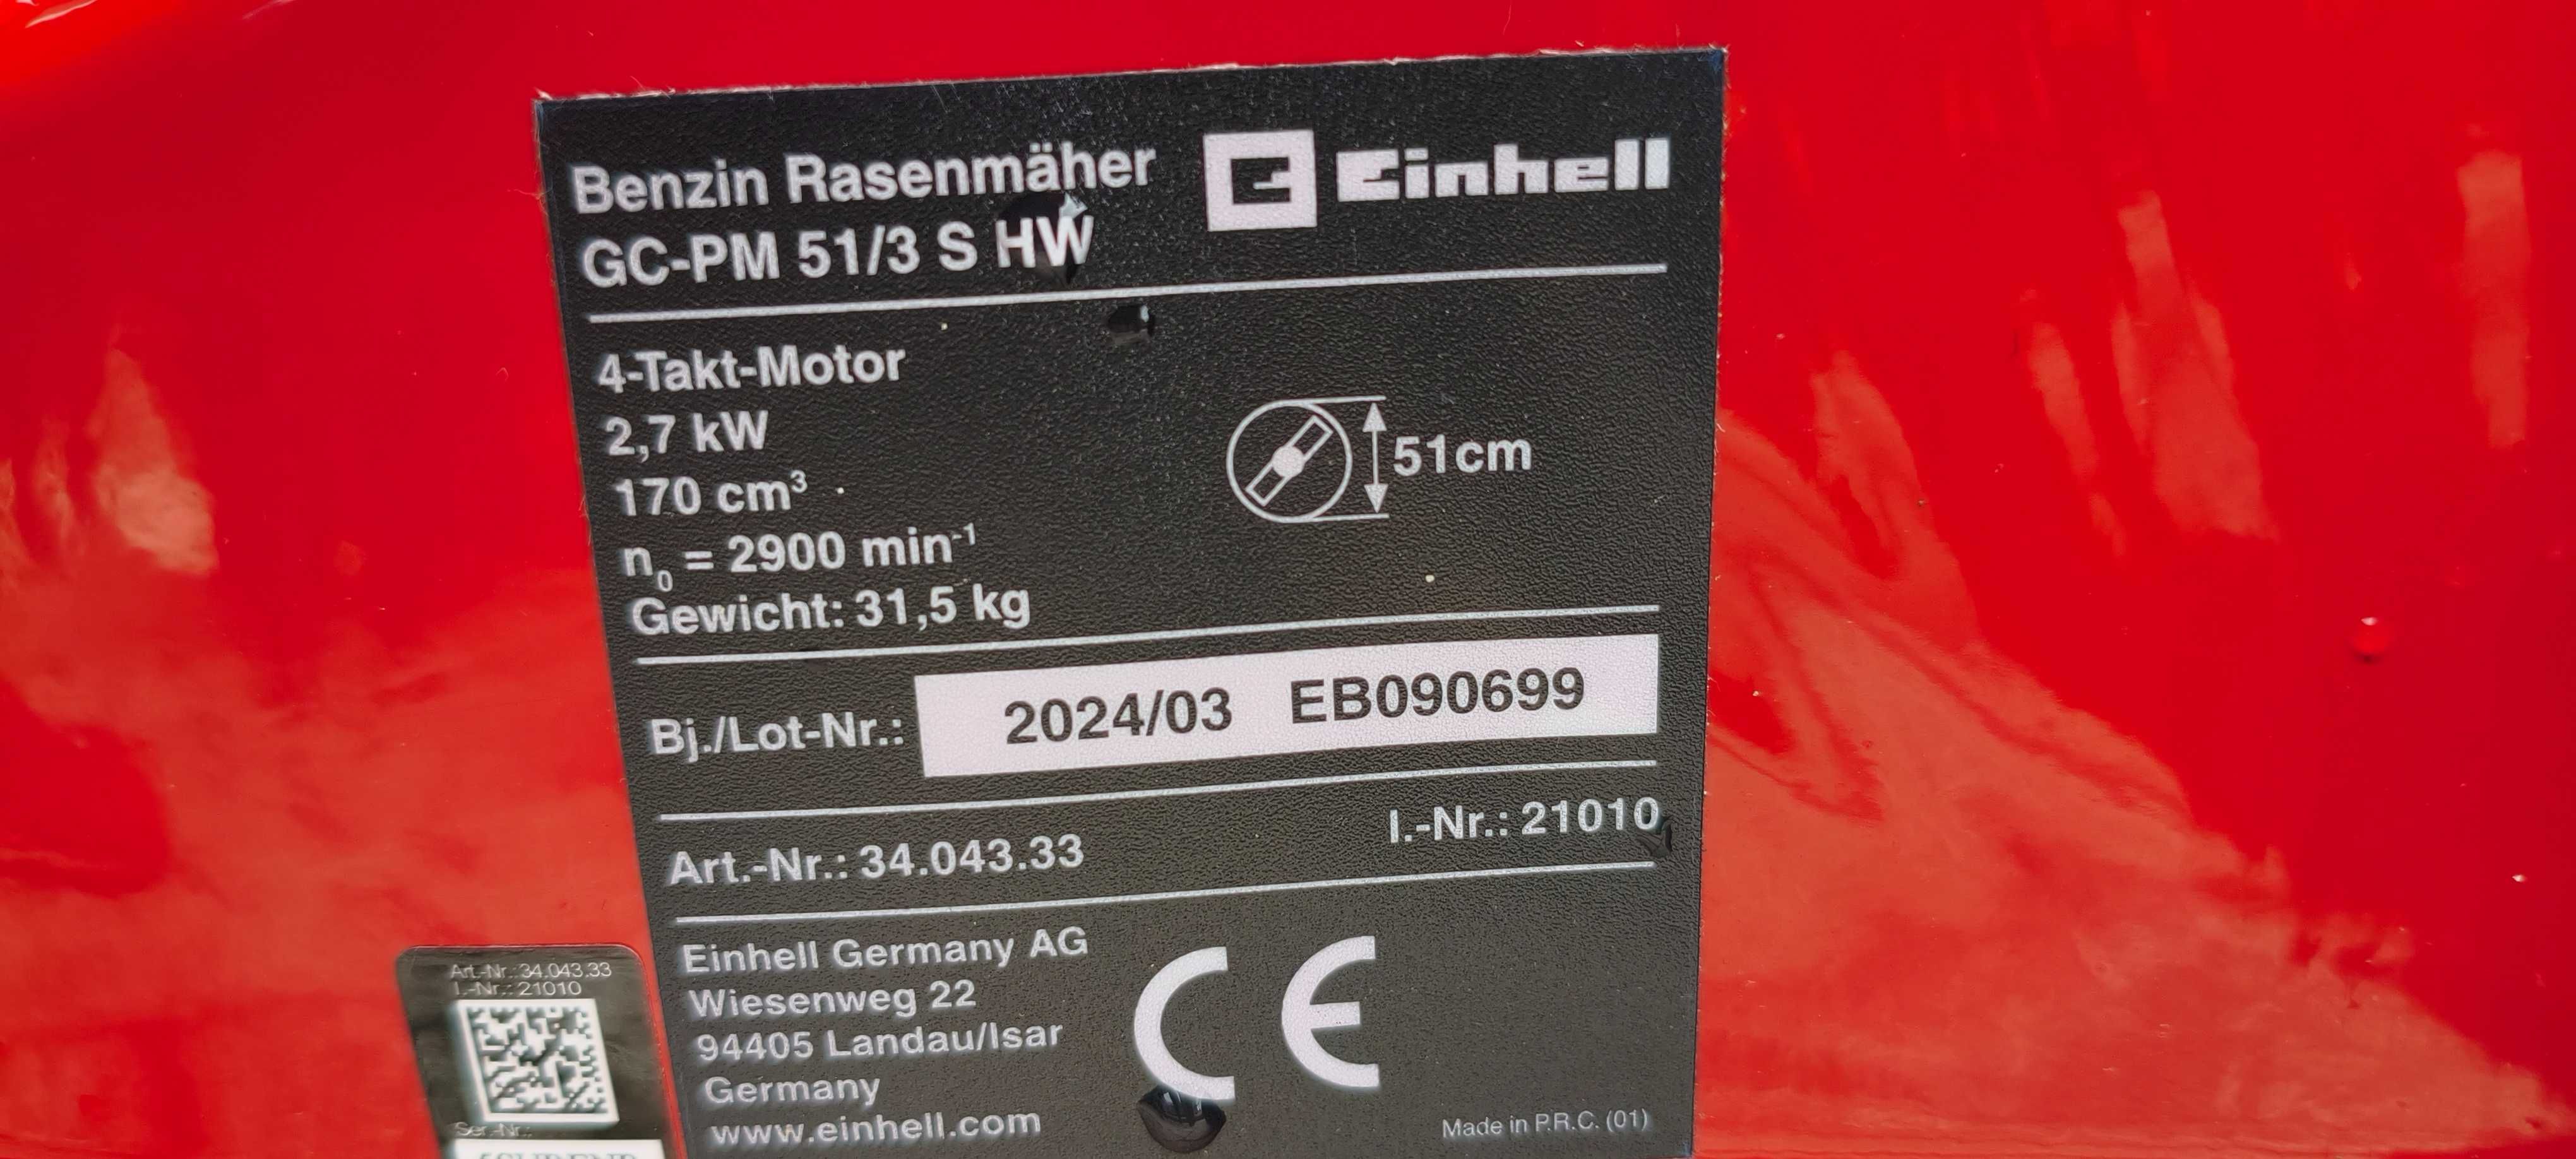 Benzin Rasenmäher
GC-PM 51/3 S HW
Einhell
4-Takt-Motor
2,7 kW
170 cm³
n₀ = 2900 min⁻¹
Gewicht: 31,5 kg
51cm
Bj./Lot-Nr.: 2024/03 EB090699
Art.-Nr.: 34.043.33 I.-Nr.: 21010
Einhell Germany AG
Wiesenweg 22
94405 Landau/Isar
Germany
www.einhell.com
CE
Made in P.R.C. (01)
Art.-Nr.: 34.043.33
I.-Nr.: 21010
Ser.-Nr.: